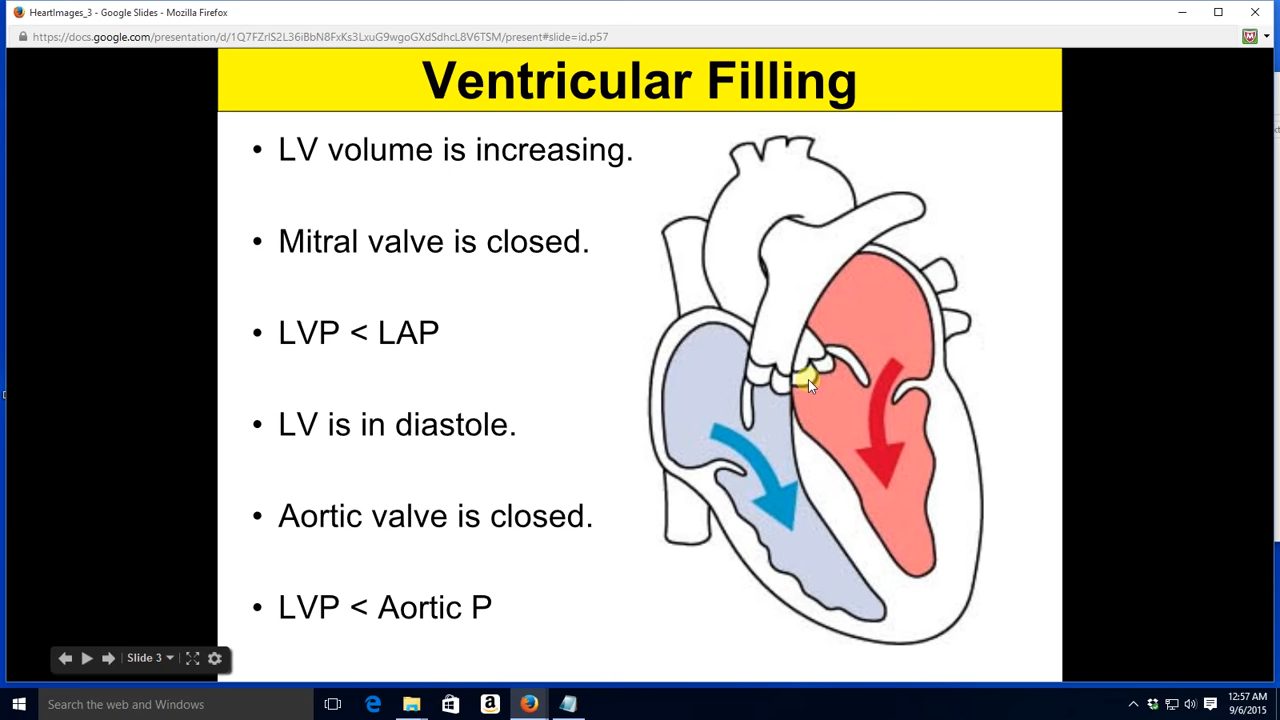 HeartImages_3 - Google Slides - Mozilla Firefox
https://docs.google.com/presentation/d/1Q7FZrlS2L36iBbN8FxKs3LxuG9wgoGXdSdhcL8V6TSM/present#slide=id.p57
Ventricular Filling
• LV volume is increasing.
• Mitral valve is closed.
• LVP < LAP
• LV is in diastole.
• Aortic valve is closed.
• LVP < Aortic P
Slide 3
Search the web and Windows
12:57 AM
9/6/2015